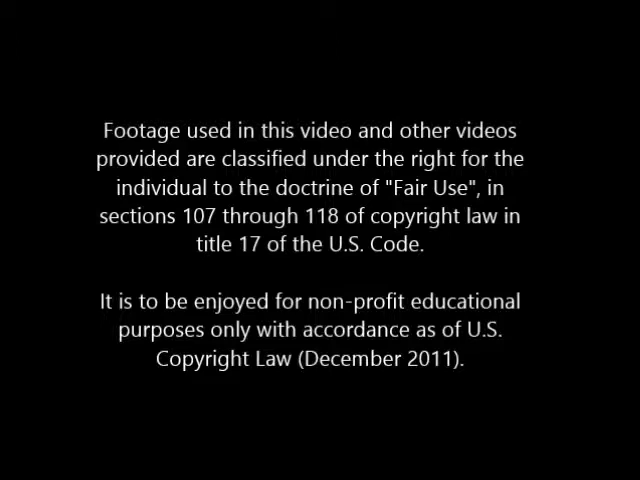 Footage used in this video and other videos
provided are classified under the right for the
individual to the doctrine of "Fair Use", in
sections 107 through 118 of copyright law in
title 17 of the U.S. Code.
It is to be enjoyed for non-profit educational
purposes only with accordance as of U.S.
Copyright Law (December 2011).